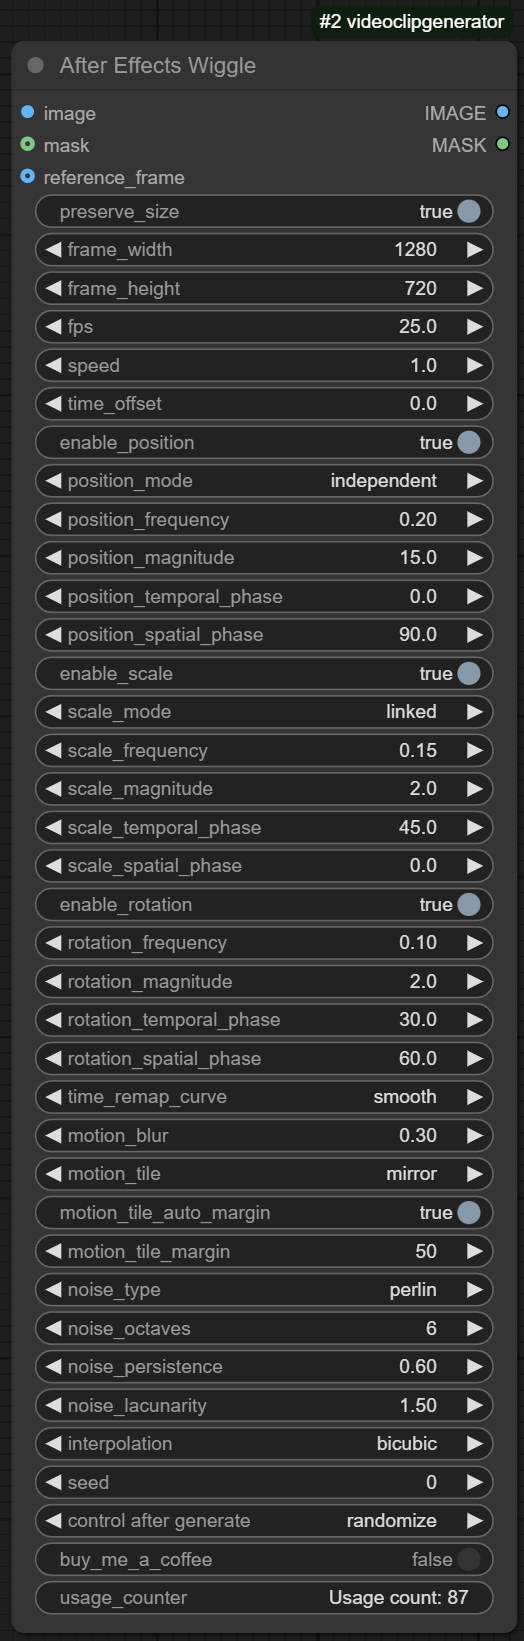 #2 videoclipgenerator
After Effects Wiggle
image IMAGE
mask MASK
reference_frame
preserve_size true
frame_width 1280
frame_height 720
fps 25.0
speed 1.0
time_offset 0.0
enable_position true
position_mode independent
position_frequency 0.20
position_magnitude 15.0
position_temporal_phase 0.0
position_spatial_phase 90.0
enable_scale true
scale_mode linked
scale_frequency 0.15
scale_magnitude 2.0
scale_temporal_phase 45.0
scale_spatial_phase 0.0
enable_rotation true
rotation_frequency 0.10
rotation_magnitude 2.0
rotation_temporal_phase 30.0
rotation_spatial_phase 60.0
time_remap_curve smooth
motion_blur 0.30
motion_tile mirror
motion_tile_auto_margin true
motion_tile_margin 50
noise_type perlin
noise_octaves 6
noise_persistence 0.60
noise_lacunarity 1.50
interpolation bicubic
seed 0
control after generate randomize
buy_me_a_coffee false
usage_counter Usage count: 87